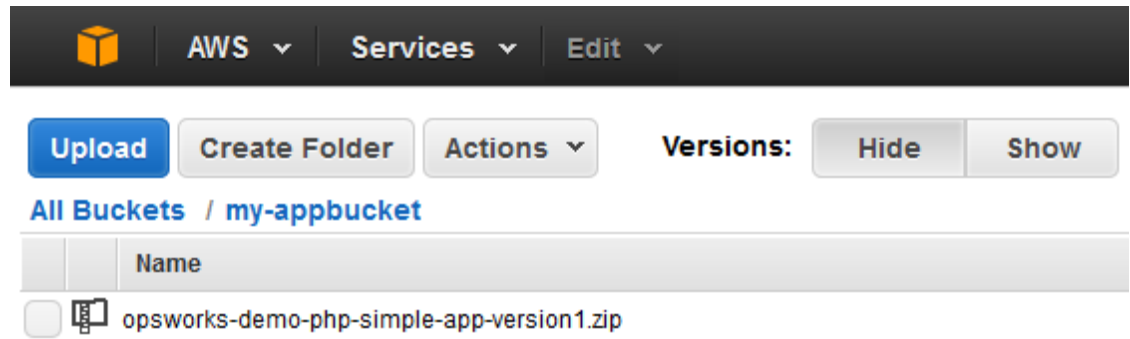 AWS Services Edit
Upload Create Folder Actions Versions: Hide Show
All Buckets / my-appbucket
Name
opsworks-demo-php-simple-app-version1.zip